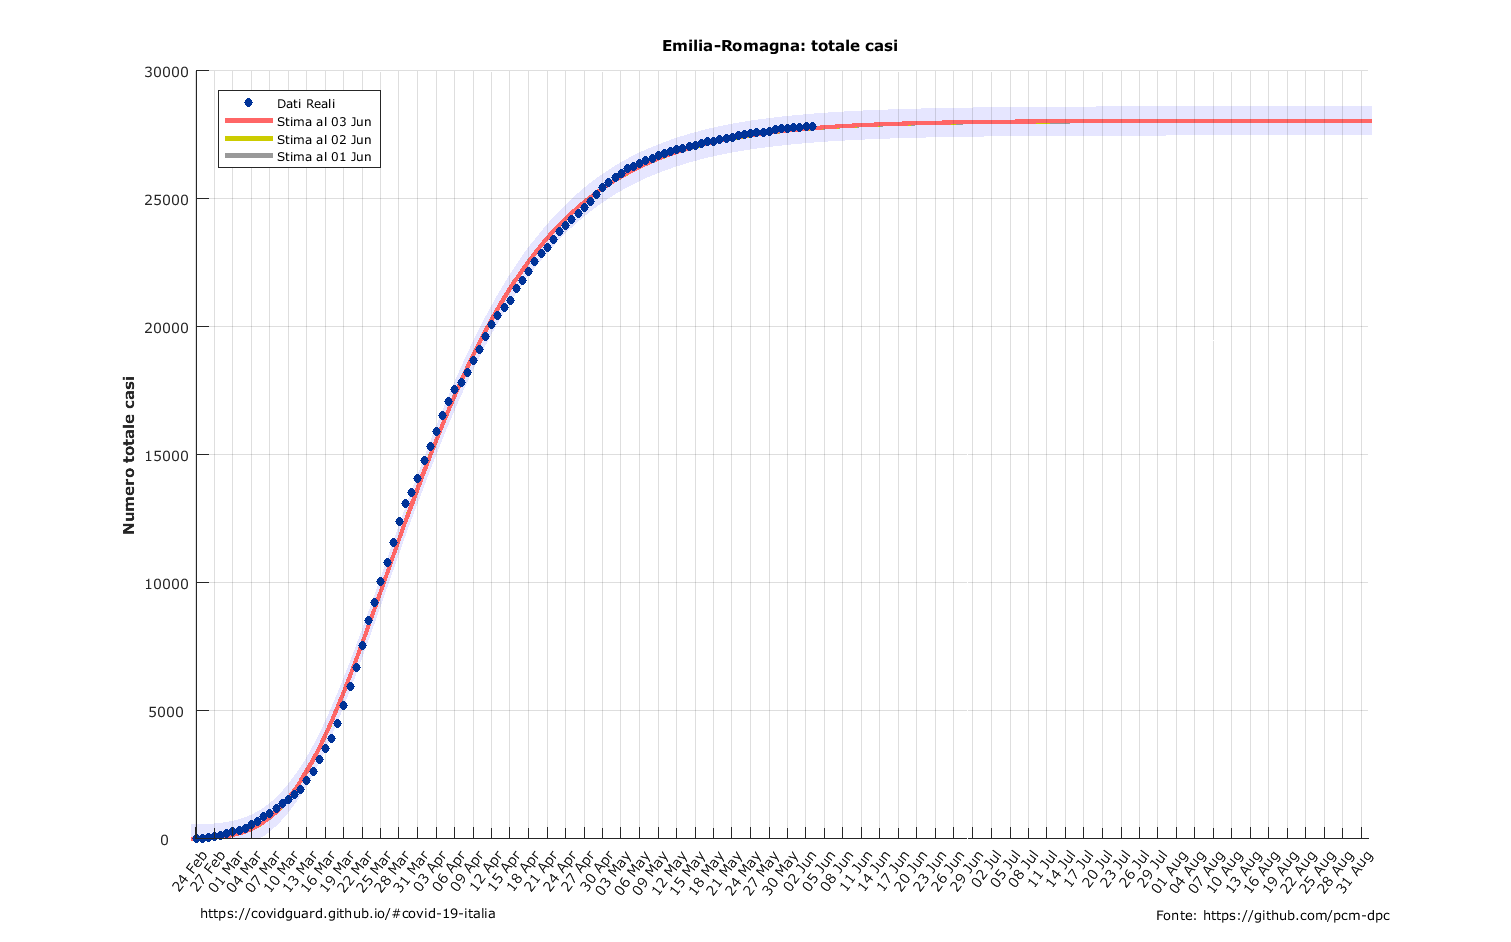 Emilia-Romagna: totale casi
30000
25000
20000
15000
10000
5000
0
Numero totale casi
Dati Reali
Stima al 03 Jun
Stima al 02 Jun
Stima al 01 Jun
24 Feb
27 Feb
01 Mar
04 Mar
07 Mar
10 Mar
13 Mar
16 Mar
19 Mar
22 Mar
25 Mar
28 Mar
31 Mar
03 Apr
06 Apr
09 Apr
12 Apr
15 Apr
18 Apr
21 Apr
24 Apr
27 Apr
30 Apr
03 May
06 May
09 May
12 May
15 May
18 May
21 May
24 May
27 May
30 May
02 Jun
05 Jun
08 Jun
11 Jun
14 Jun
17 Jun
20 Jun
23 Jun
26 Jun
29 Jun
02 Jul
05 Jul
08 Jul
11 Jul
14 Jul
17 Jul
20 Jul
23 Jul
26 Jul
29 Jul
01 Aug
04 Aug
07 Aug
10 Aug
13 Aug
16 Aug
19 Aug
22 Aug
25 Aug
28 Aug
31 Aug
https://covidguard.github.io/#covid-19-italia
Fonte: https://github.com/pcm-dpc